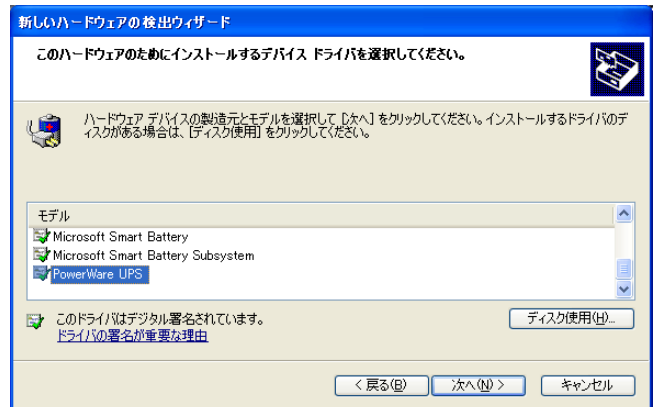 新しいハードウェアの検出ウィザード
このハードウェアのためにインストールするデバイス ドライバを選択してください。
ハードウェア デバイスの製造元とモデルを選択して [次へ] をクリックしてください。インストールするドライバのデ
ィスクがある場合は、[ディスク使用] をクリックしてください。
モデル
Microsoft Smart Battery
Microsoft Smart Battery Subsystem
PowerWare UPS
このドライバはデジタル署名されています。
ドライバの署名が重要な理由
ディスク使用(H)...
< 戻る(B)
次へ(N) >
キャンセル